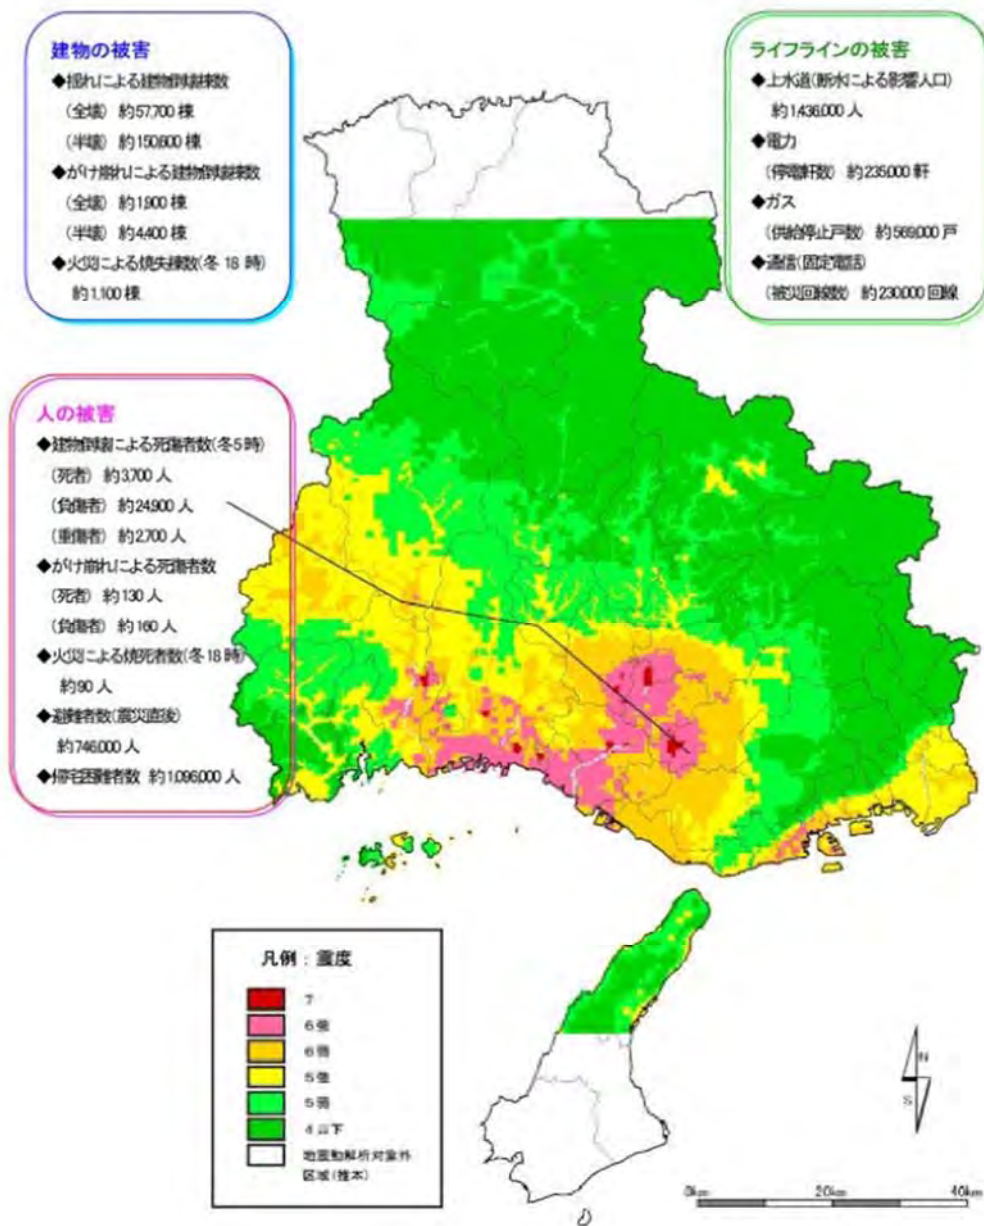 建物の被害
◆揺れによる建物倒壊棟数
(全壊) 約57,700 棟
(半壊) 約150,600 棟
◆がけ崩れによる建物倒壊棟数
(全壊) 約1,900 棟
(半壊) 約4,400 棟
◆火災による焼失棟数(冬 18 時)
約1,100 棟
ライフラインの被害
◆上水道(断水による影響人口)
約1,436,000 人
◆電力
(停電軒数) 約235,000 軒
◆ガス
(供給停止戸数) 約569,000 戸
◆通信(固定電話)
(被災回線数) 約230,000 回線
人の被害
◆建物倒壊による死傷者数(冬5時)
(死者) 約3,700 人
(負傷者) 約24,900 人
(重傷者) 約2,700 人
◆がけ崩れによる死傷者数
(死者) 約130 人
(負傷者) 約160 人
◆火災による焼死者数(冬 18 時)
約90 人
◆避難者数(震災直後)
約746,000 人
◆帰宅困難者数 約1,096,000 人
凡例：震度
7
6強
6弱
5強
5弱
4以下
地震動解析対象外
区域(推本)
N
S
0km 20km 40km